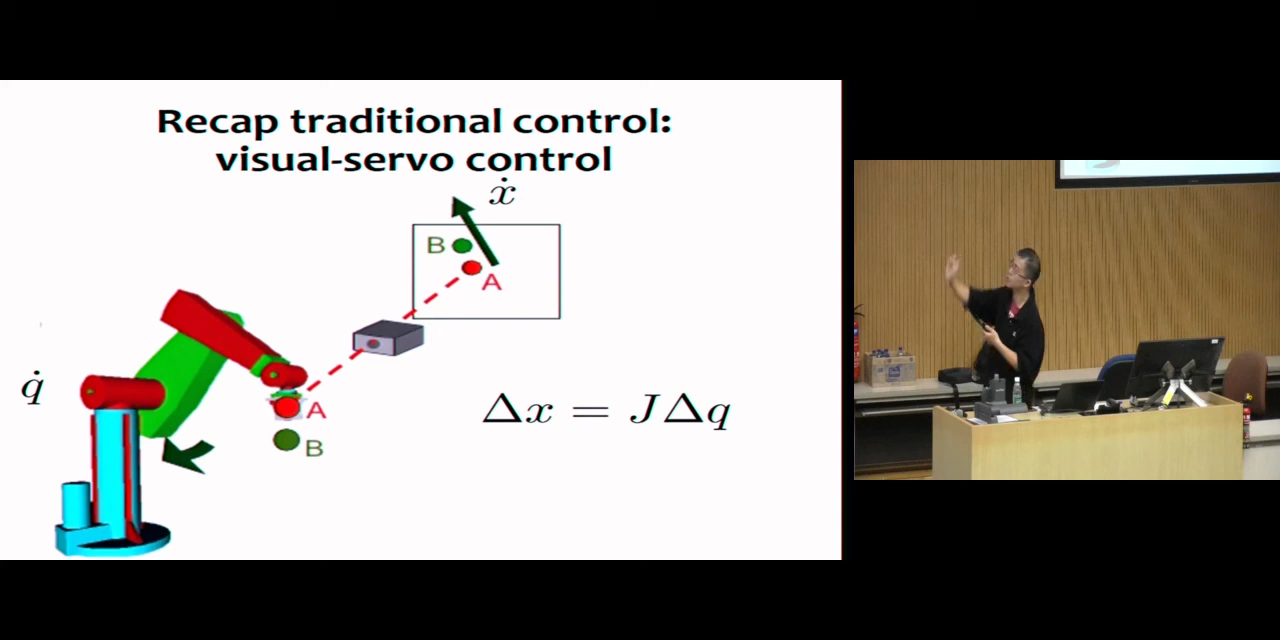 Recap traditional control:
visual-servo control
ẋ
B
A
q̇
A
B
Δx = JΔq